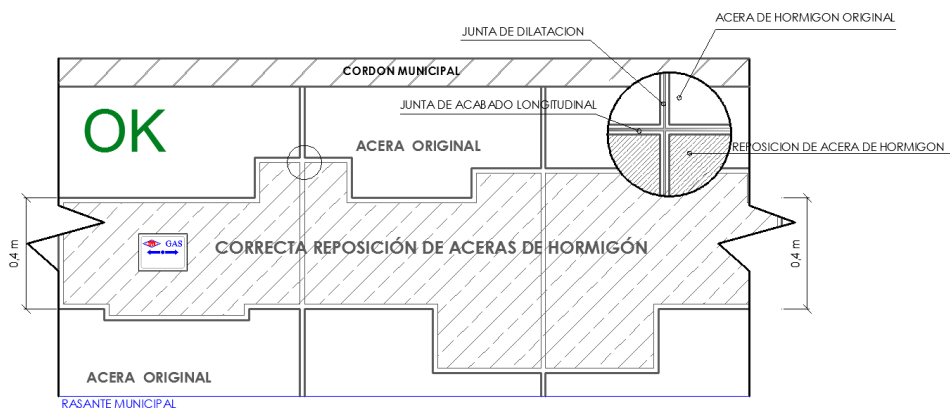 ACERA DE HORMIGON ORIGINAL
JUNTA DE DILATACION
CORDON MUNICIPAL
JUNTA DE ACABADO LONGITUDINAL
OK
ACERA ORIGINAL
REPOSICION DE ACERA DE HORMIGON
GAS
CORRECTA REPOSICIÓN DE ACERAS DE HORMIGÓN
0,4 m
0,4 m
ACERA ORIGINAL
RASANTE MUNICIPAL